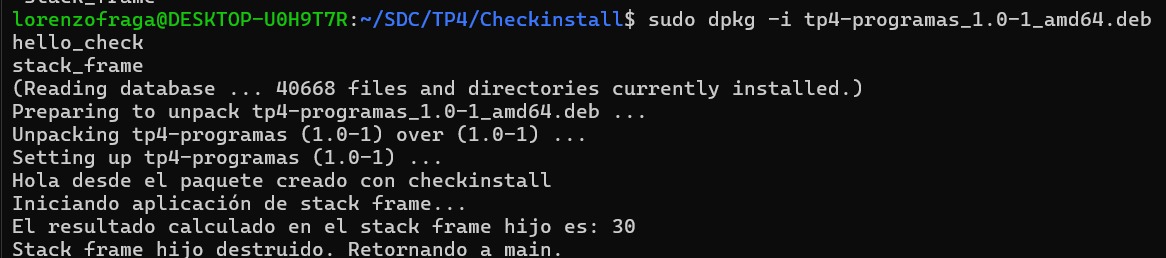 lorenzofraga@DESKTOP-U0H9T7R:~/SDC/TP4/Checkinstall$ sudo dpkg -i tp4-programas_1.0-1_amd64.deb
hello_check
stack_frame
(Reading database ... 40668 files and directories currently installed.)
Preparing to unpack tp4-programas_1.0-1_amd64.deb ...
Unpacking tp4-programas (1.0-1) over (1.0-1) ...
Setting up tp4-programas (1.0-1) ...
Hola desde el paquete creado con checkinstall
Iniciando aplicación de stack frame...
El resultado calculado en el stack frame hijo es: 30
Stack frame hijo destruido. Retornando a main.